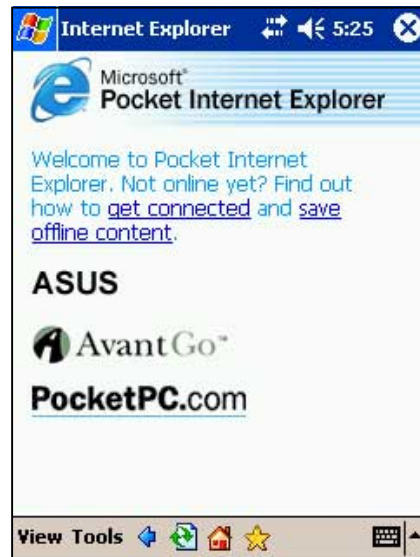 Internet Explorer 5:25
Microsoft®
Pocket Internet Explorer
Welcome to Pocket Internet
Explorer. Not online yet? Find out
how to get connected and save
offline content.
ASUS
AvantGo™
PocketPC.com
View Tools